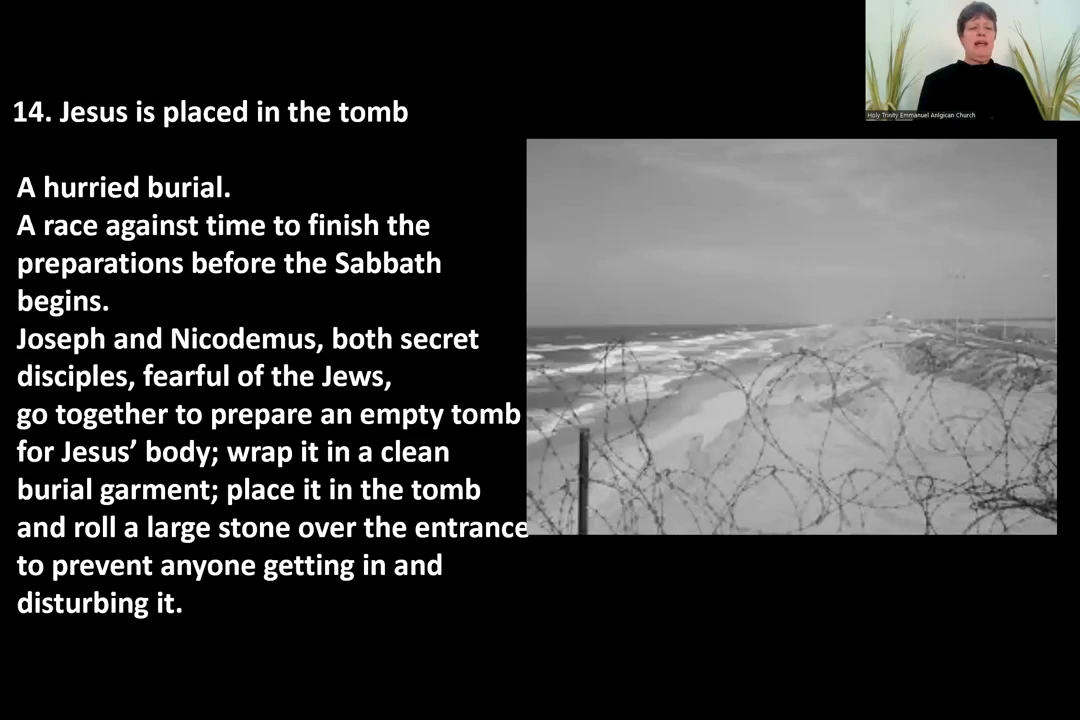 14. Jesus is placed in the tomb
A hurried burial.
A race against time to finish the
preparations before the Sabbath
begins.
Joseph and Nicodemus, both secret
disciples, fearful of the Jews,
go together to prepare an empty tomb
for Jesus’ body; wrap it in a clean
burial garment; place it in the tomb
and roll a large stone over the entrance
to prevent anyone getting in and
disturbing it.
Holy Trinity Emmanuel Anlgican Church